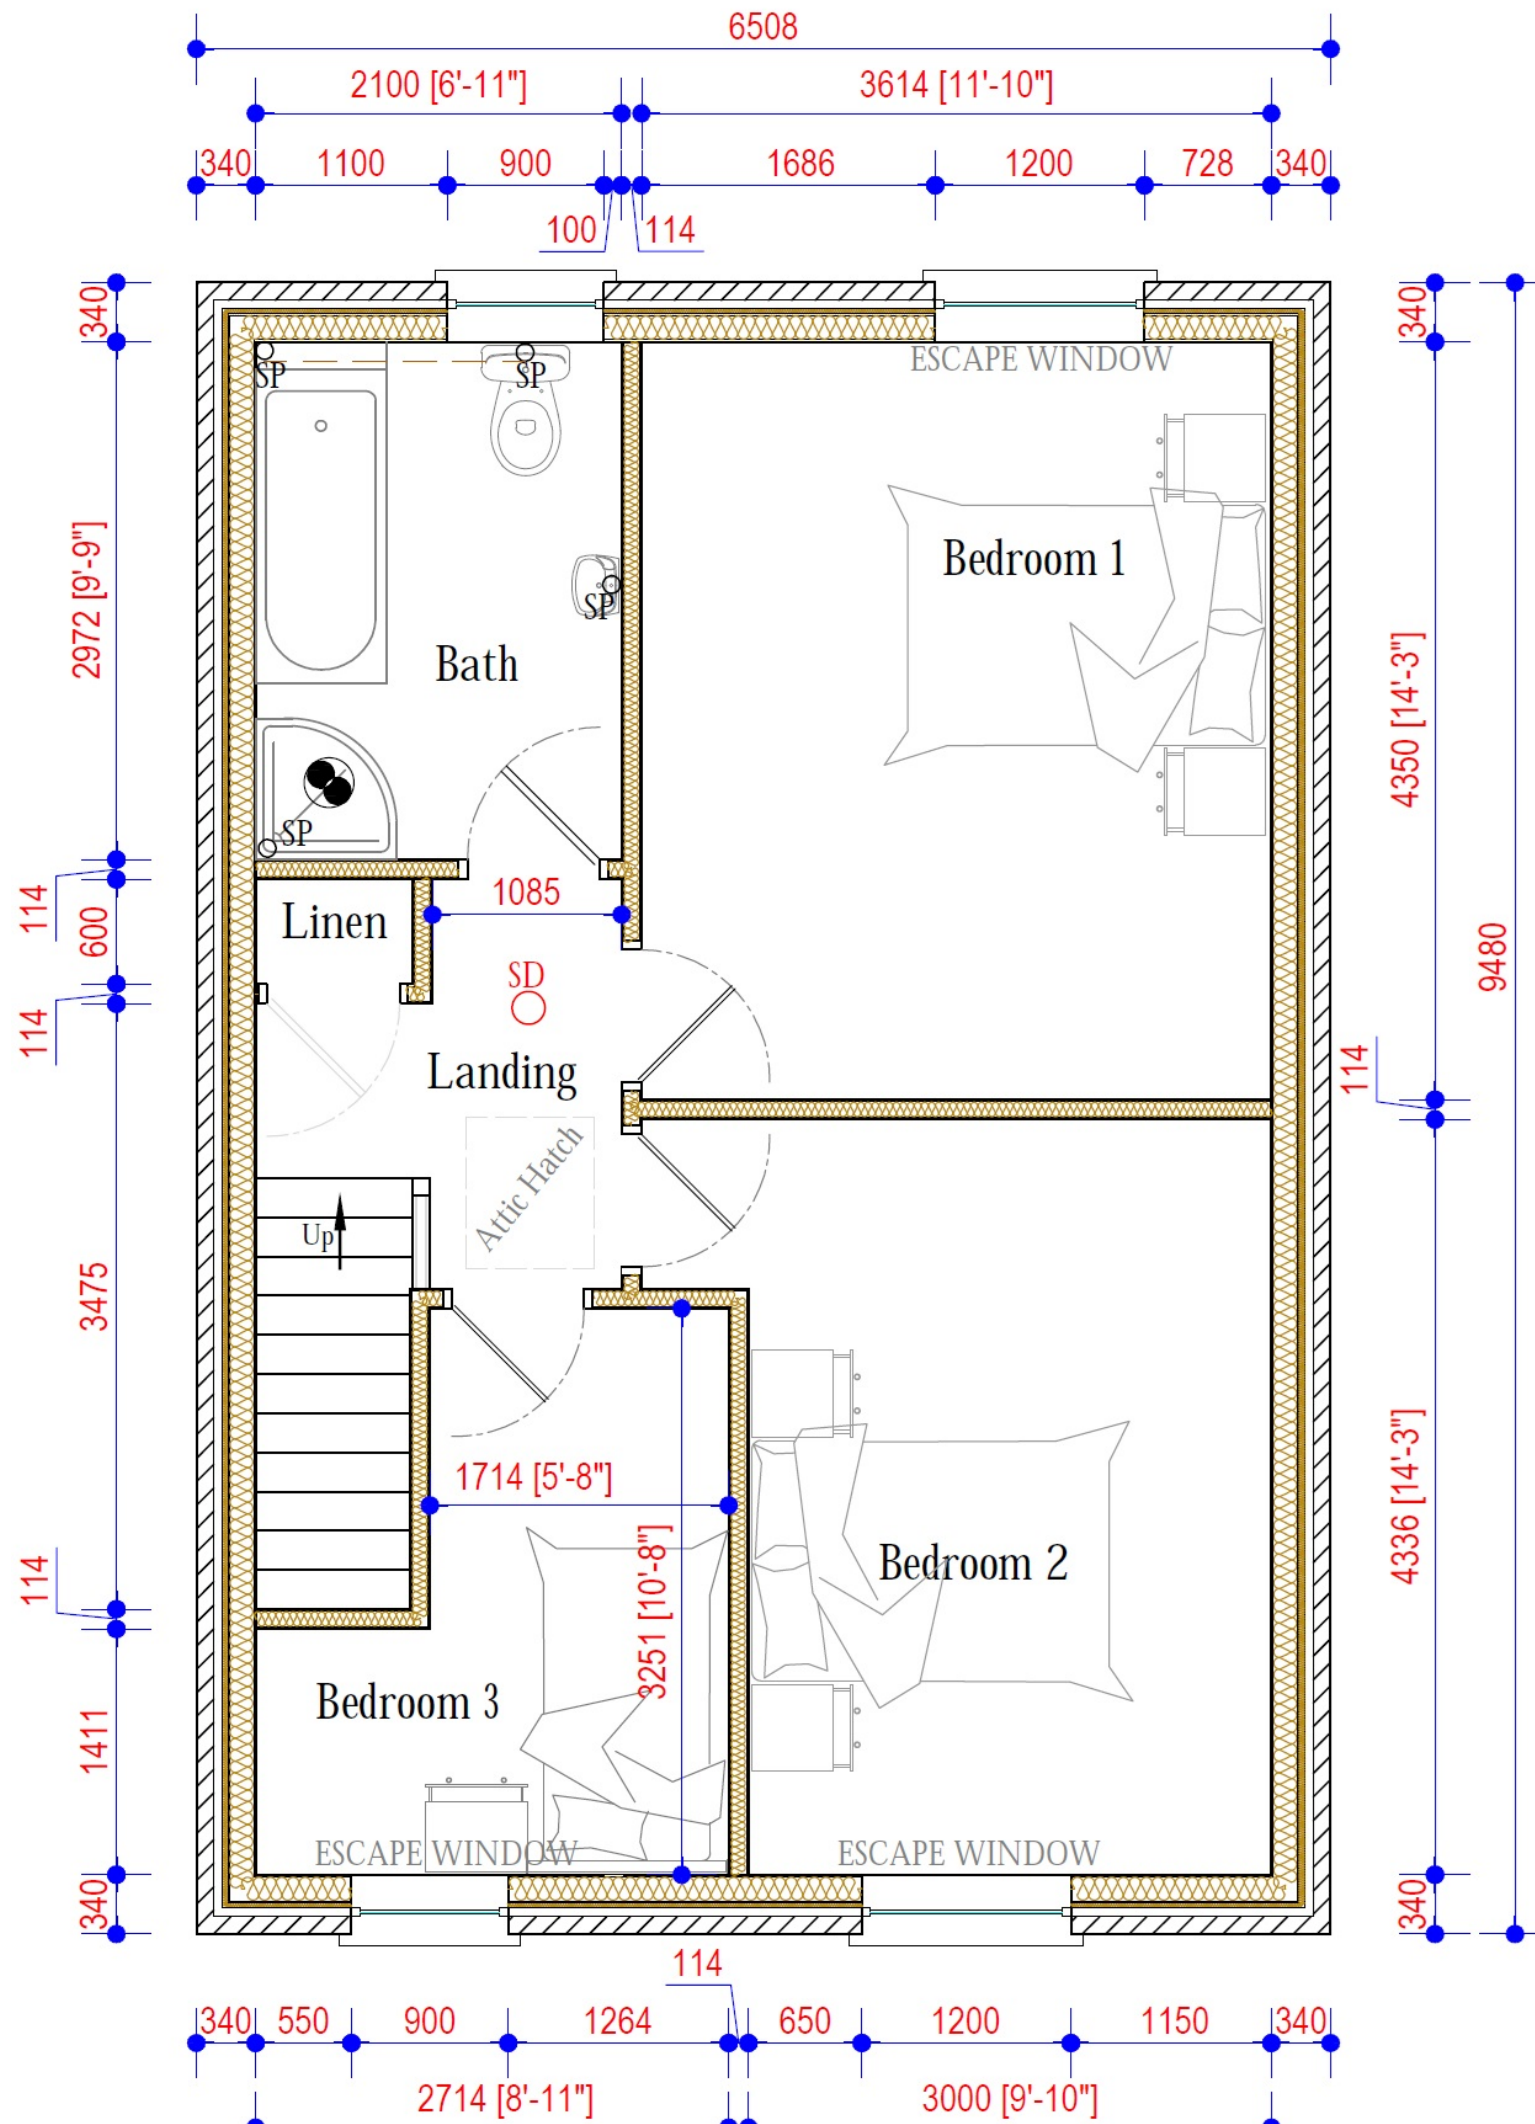 6508
2100 [6'-11"]
3614 [11'-10"]
340
1100
900
1686
1200
728
340
100
114
340
340
ESCAPE WINDOW
SP
SP
Bedroom 1
2972 [9'-9"]
SP
Bath
4350 [14'-3"]
SP
114
1085
Linen
600
9480
SD
114
Landing
114
Attic Hatch
Up
3475
1714 [5'-8"]
3251 [10'-8"]
4336 [14'-3"]
Bedroom 2
114
Bedroom 3
1411
ESCAPE WINDOW
ESCAPE WINDOW
340
340
114
340
550
900
1264
650
1200
1150
340
2714 [8'-11"]
3000 [9'-10"]